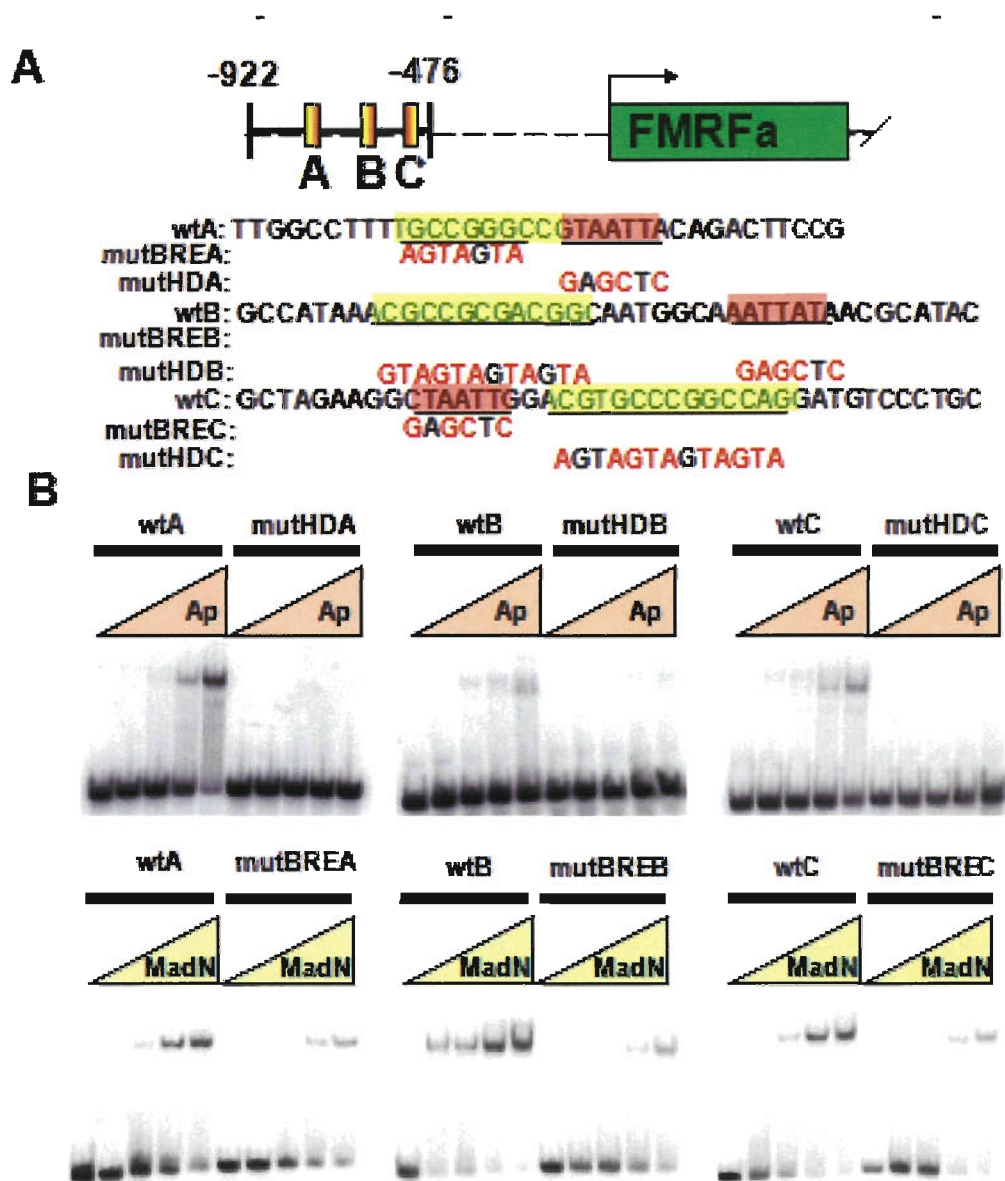 A
-922 -476
A B C
FMRFa
wtA: TTGGCCTTTTGCCGGGCCGTAATTACAGACTTCCG
mutBREA: AGTAGTA
mutHDA: GAGCTC
wtB: GCCATAAACGCCGCGACGGCAATGGCAAATTATAACGCATAC
mutBREB:
mutHDB: GTAGTAGTAGTA GAGCTC
wtC: GCTAGAAGGCTAATTGGACGTGCCCGGCCAGGATGTCCCTGC
mutBREC: GAGCTC
mutHDC: AGTAGTAGTAGTA
B
wtA mutHDA wtB mutHDB wtC mutHDC
Ap Ap Ap Ap Ap Ap
wtA mutBREA wtB mutBREB wtC mutBREC
MadN MadN MadN MadN MadN MadN